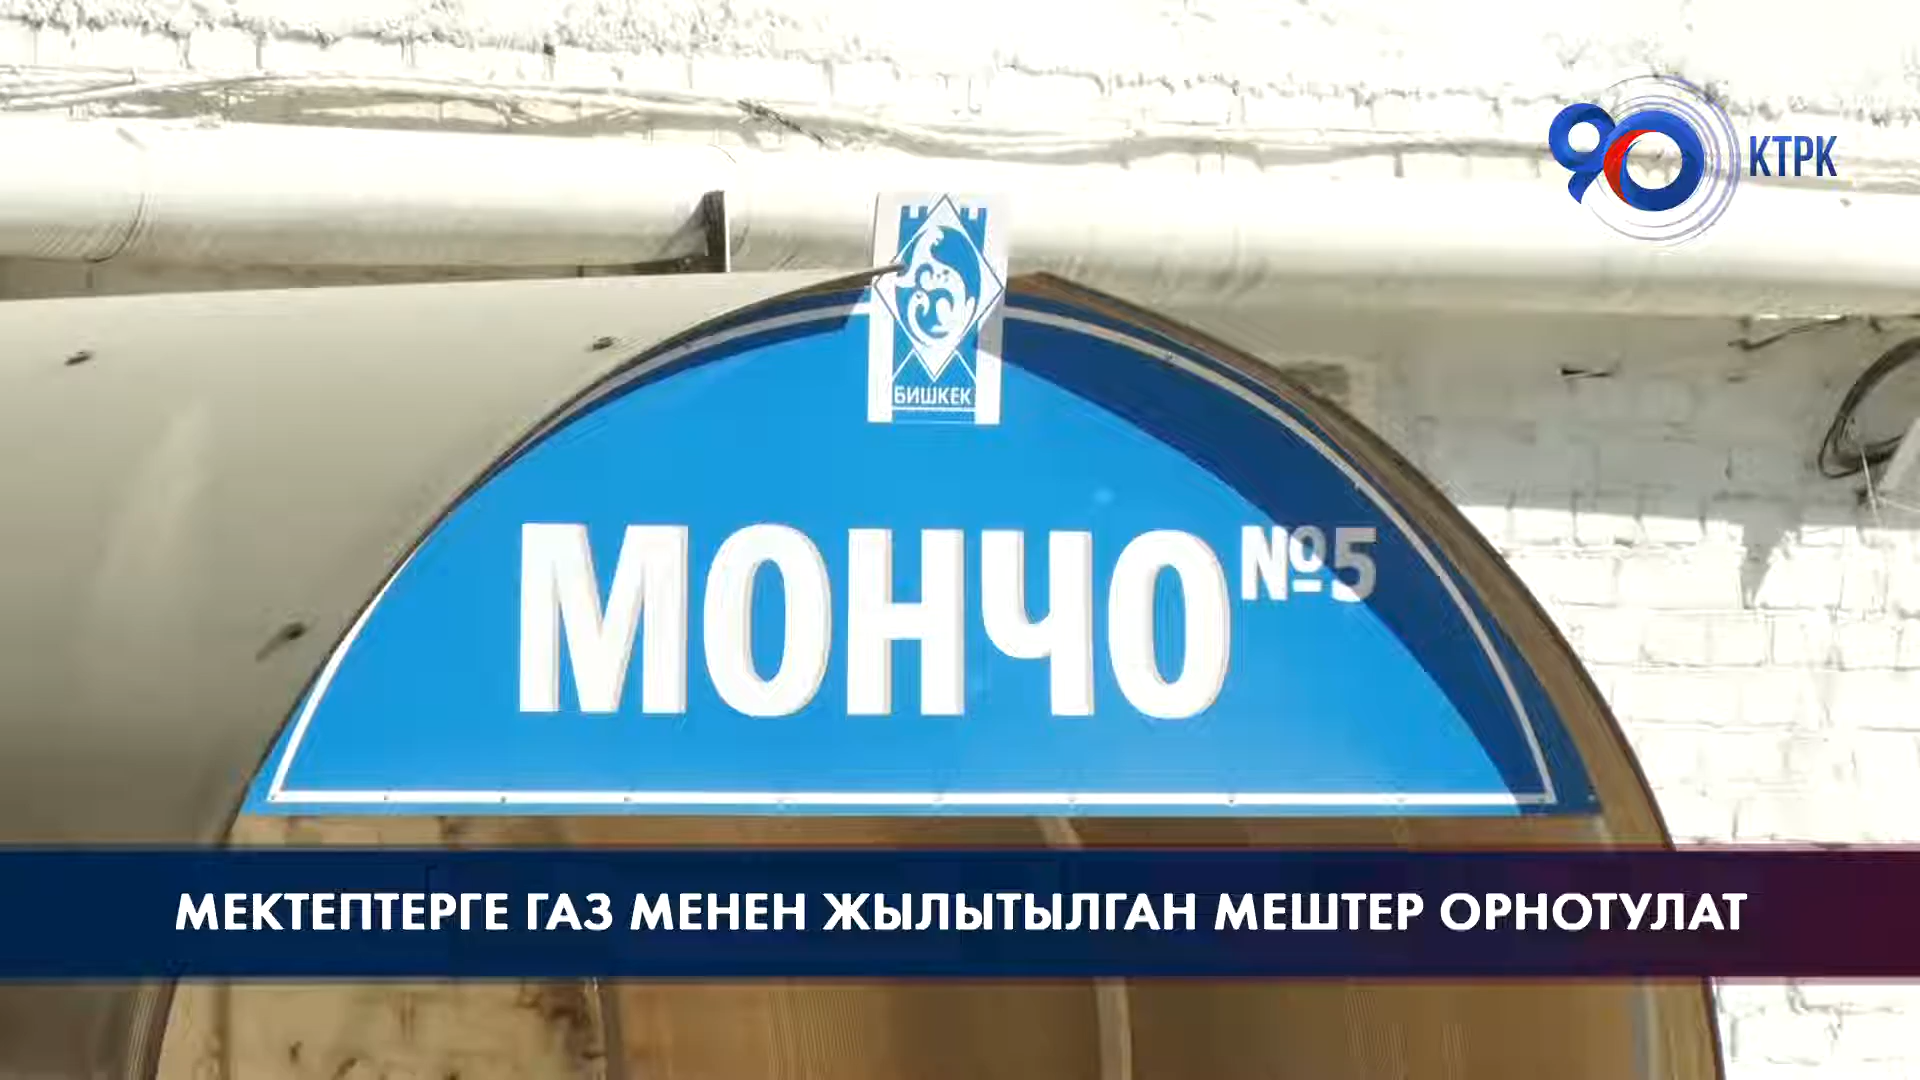 90 КТРК
БИШКЕК
МОНЧО №5
МЕКТЕПТЕРГЕ ГАЗ МЕНЕН ЖЫЛЫТЫЛГАН МЕШТЕР ОРНОТУЛАТ